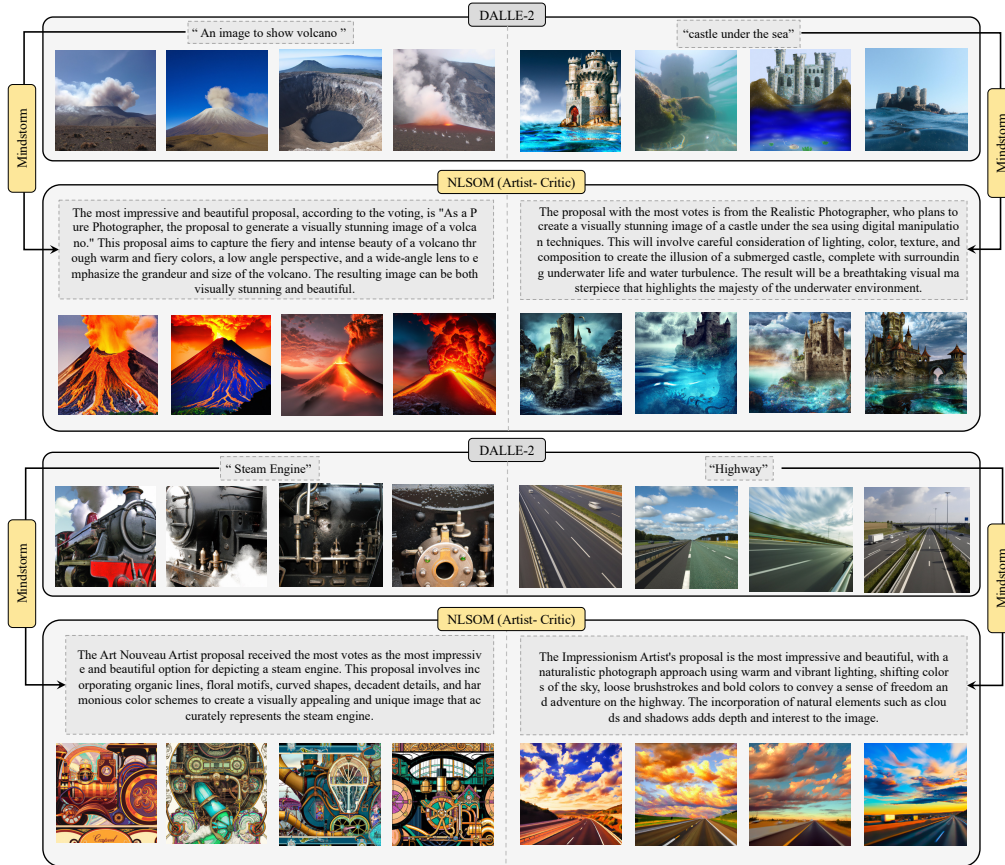 DALLE-2
“ An image to show volcano ”
“castle under the sea”
Mindstorm
Mindstorm
NLSOM (Artist- Critic)
The most impressive and beautiful proposal, according to the voting, is "As a P
ure Photographer, the proposal to generate a visually stunning image of a volca
no." This proposal aims to capture the fiery and intense beauty of a volcano thr
ough warm and fiery colors, a low angle perspective, and a wide-angle lens to e
mphasize the grandeur and size of the volcano. The resulting image can be both
visually stunning and beautiful.
The proposal with the most votes is from the Realistic Photographer, who plans to
create a visually stunning image of a castle under the sea using digital manipulatio
n techniques. This will involve careful consideration of lighting, color, texture, and
composition to create the illusion of a submerged castle, complete with surroundin
g underwater life and water turbulence. The result will be a breathtaking visual ma
sterpiece that highlights the majesty of the underwater environment.
DALLE-2
“ Steam Engine”
“Highway”
Mindstorm
Mindstorm
NLSOM (Artist- Critic)
The Art Nouveau Artist proposal received the most votes as the most impressiv
e and beautiful option for depicting a steam engine. This proposal involves inc
orporating organic lines, floral motifs, curved shapes, decadent details, and har
monious color schemes to create a visually appealing and unique image that ac
curately represents the steam engine.
The Impressionism Artist's proposal is the most impressive and beautiful, with a
naturalistic photograph approach using warm and vibrant lighting, shifting color
s of the sky, loose brushstrokes and bold colors to convey a sense of freedom an
d adventure on the highway. The incorporation of natural elements such as clou
ds and shadows adds depth and interest to the image.